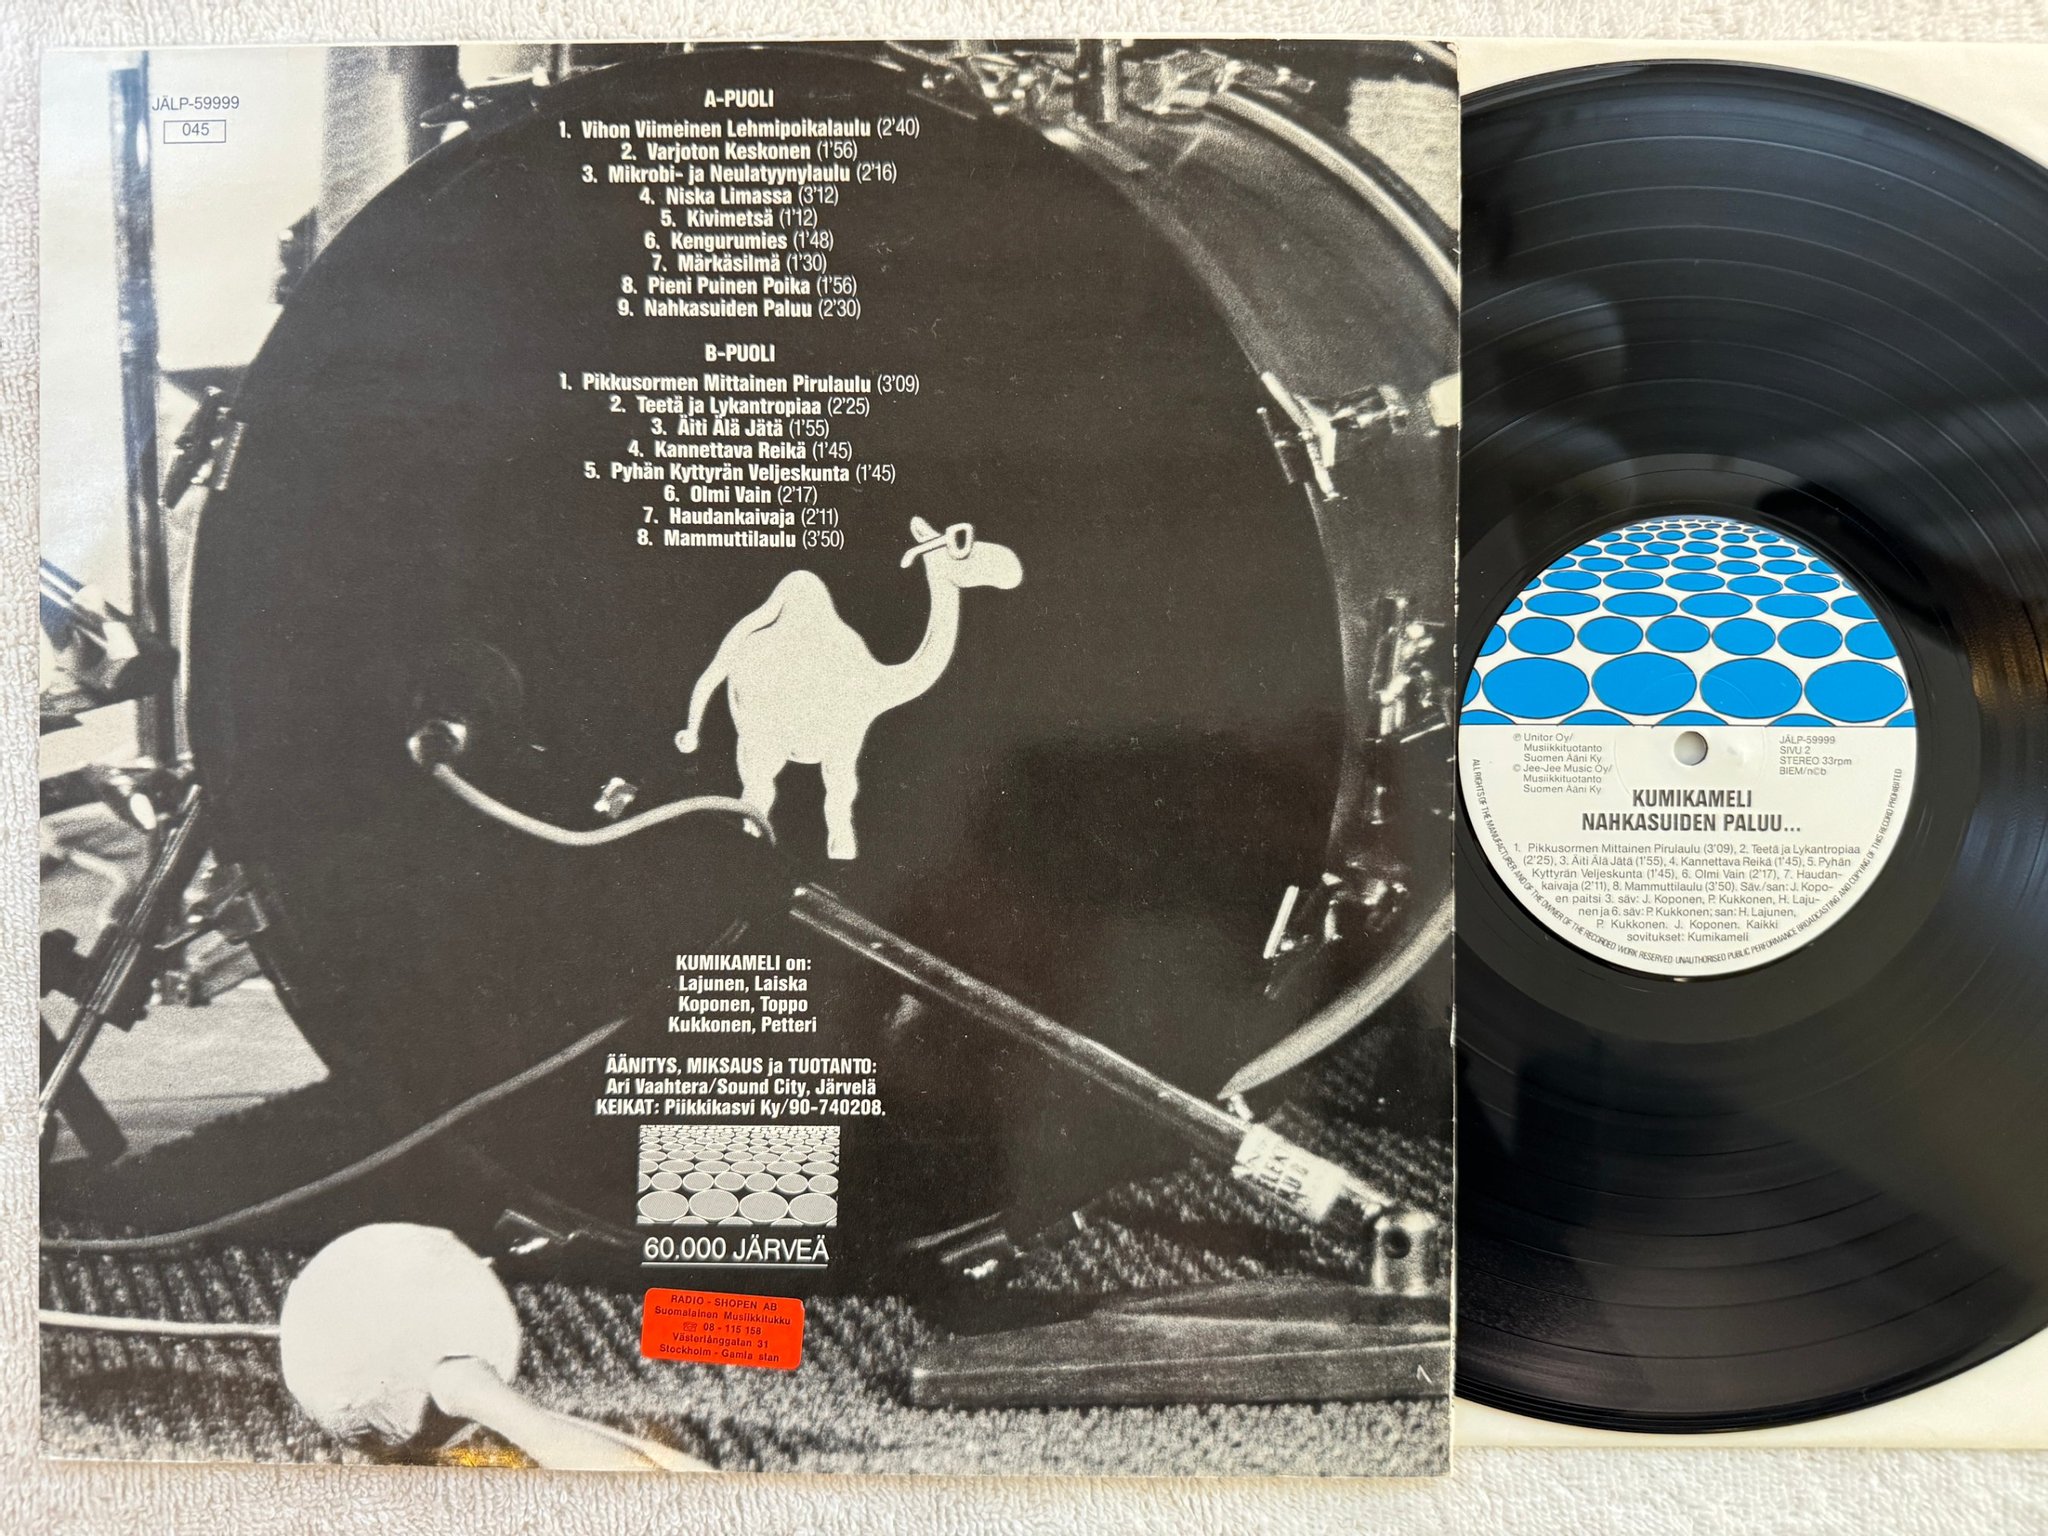 JÄLP-59999
045
A-PUOLI
1. Vihon Viimeinen Lehmipoikalaulu (2'40)
2. Varjoton Keskonen (1'56)
3. Mikrobi- ja Neulatyynylaulu (2'16)
4. Niska Limassa (3'12)
5. Kivimetsä (1'12)
6. Kengurumies (1'48)
7. Märkäsilmä (1'30)
8. Pieni Puinen Poika (1'56)
9. Nahkasuiden Paluu (2'30)
B-PUOLI
1. Pikkusormen Mittainen Pirulaulu (3'09)
2. Teetä ja Lykantropiaa (2'25)
3. Äiti Älä Jätä (1'55)
4. Kannettava Reikä (1'45)
5. Pyhän Kyttyrän Veljeskunta (1'45)
6. Olmi Vain (2'17)
7. Haudankaivaja (2'11)
8. Mammuttilaulu (3'50)
KUMIKAMELI on:
Lajunen, Laiska
Koponen, Toppo
Kukkonen, Petteri
ÄÄNITYS, MIKSAUS ja TUOTANTO:
Ari Vaahtera/Sound City, Järvelä
KEIKAT: Piikkikasvi Ky/90-740208.
60.000 JÄRVEÄ
RADIO - SHOPEN AB
Suomalainen Musiikkitukku
☏ 08 - 115 158
Västerlånggatan 31
Stockholm - Gamla stan
℗ Unitor Oy/
Musiikkituotanto
Suomen Ääni Ky
© Jee-Jee Music Oy/
Musiikkituotanto
Suomen Ääni Ky
JÄLP-59999
SIVU 2
STEREO 33rpm
BIEM/n©b
KUMIKAMELI
NAHKASUIDEN PALUU...
1. Pikkusormen Mittainen Pirulaulu (3'09), 2. Teetä ja Lykantropiaa
(2'25), 3. Äiti Älä Jätä (1'55), 4. Kannettava Reikä (1'45), 5. Pyhän
Kyttyrän Veljeskunta (1'45), 6. Olmi Vain (2'17), 7. Haudan-
kaivaja (2'11), 8. Mammuttilaulu (3'50). Säv./san: J. Kopo-
en paitsi 3. säv: J. Koponen, P. Kukkonen, H. Laju-
nen ja 6. säv: P. Kukkonen; san: H. Lajunen,
P. Kukkonen, J. Koponen. Kaikki
sovitukset: Kumikameli
ALL RIGHTS OF THE MANUFACTURER AND OF THE OWNER OF THE RECORDED WORK RESERVED UNAUTHORISED PUBLIC PERFORMANCE BROADCASTING AND COPYING OF THIS RECORD PROHIBITED